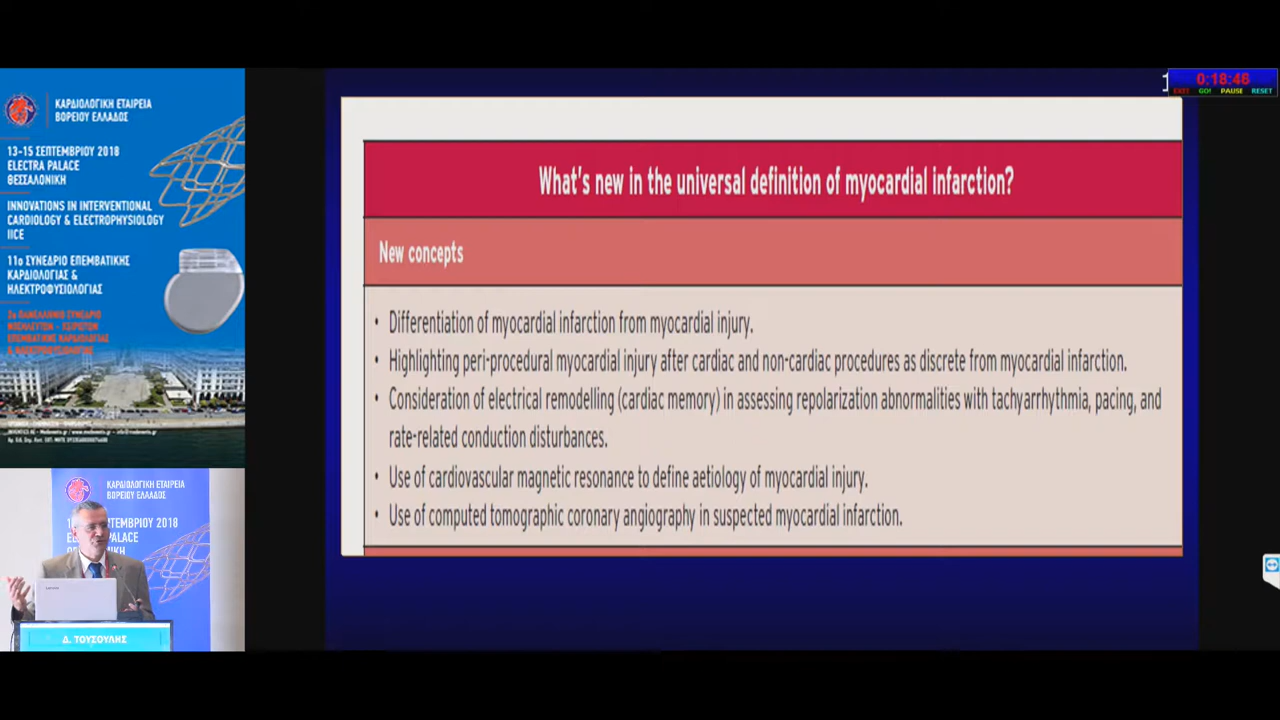 ΚΑΡΔΙΟΛΟΓΙΚΗ ΕΤΑΙΡΕΙΑ
ΒΟΡΕΙΟΥ ΕΛΛΑΔΟΣ
13-15 ΣΕΠΤΕΜΒΡΙΟΥ 2018
ELECTRA PALACE
ΘΕΣΣΑΛΟΝΙΚΗ
INNOVATIONS IN INTERVENTIONAL
CARDIOLOGY & ELECTROPHYSIOLOGY
IICE
11ο ΣΥΝΕΔΡΙΟ ΕΠΕΜΒΑΤΙΚΗΣ
ΚΑΡΔΙΟΛΟΓΙΑΣ &
ΗΛΕΚΤΡΟΦΥΣΙΟΛΟΓΙΑΣ
0:18:46
EXIT GO! PAUSE RESET
What's new in the universal definition of myocardial infarction?
New concepts
• Differentiation of myocardial infarction from myocardial injury.
• Highlighting peri-procedural myocardial injury after cardiac and non-cardiac procedures as discrete from myocardial infarction.
• Consideration of electrical remodelling (cardiac memory) in assessing repolarization abnormalities with tachyarrhythmia, pacing, and
rate-related conduction disturbances.
• Use of cardiovascular magnetic resonance to define aetiology of myocardial injury.
• Use of computed tomographic coronary angiography in suspected myocardial infarction.
ΚΑΡΔΙΟΛΟΓΙΚΗ ΕΤΑΙΡΕΙΑ
ΒΟΡΕΙΟΥ ΕΛΛΑΔΟΣ
2018
PALACE
Lenovo
Δ. ΤΟΥΣΟΥΛΗΣ